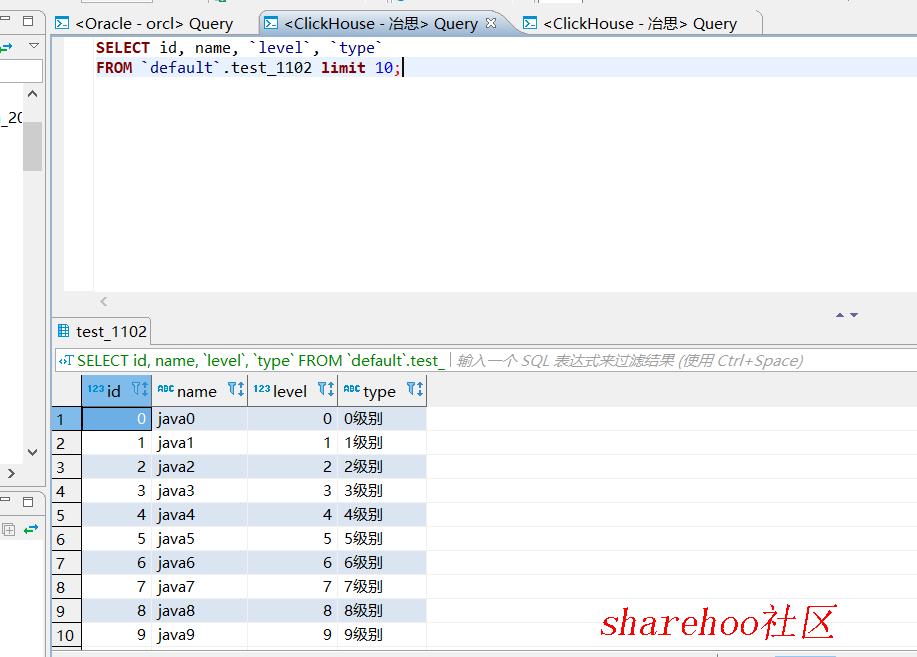 <Oracle - orcl> Query
<ClickHouse - 冶思> Query
<ClickHouse - 冶思> Query
SELECT id, name, `level`, `type`
FROM `default`.test_1102 limit 10;
_20
test_1102
SELECT id, name, `level`, `type` FROM `default`.test_ 输入一个 SQL 表达式来过滤结果 (使用 Ctrl+Space)
123 id ABC name 123 level ABC type
1 0 java0 0 0级别
2 1 java1 1 1级别
3 2 java2 2 2级别
4 3 java3 3 3级别
5 4 java4 4 4级别
6 5 java5 5 5级别
7 6 java6 6 6级别
8 7 java7 7 7级别
9 8 java8 8 8级别
10 9 java9 9 9级别
sharehoo社区